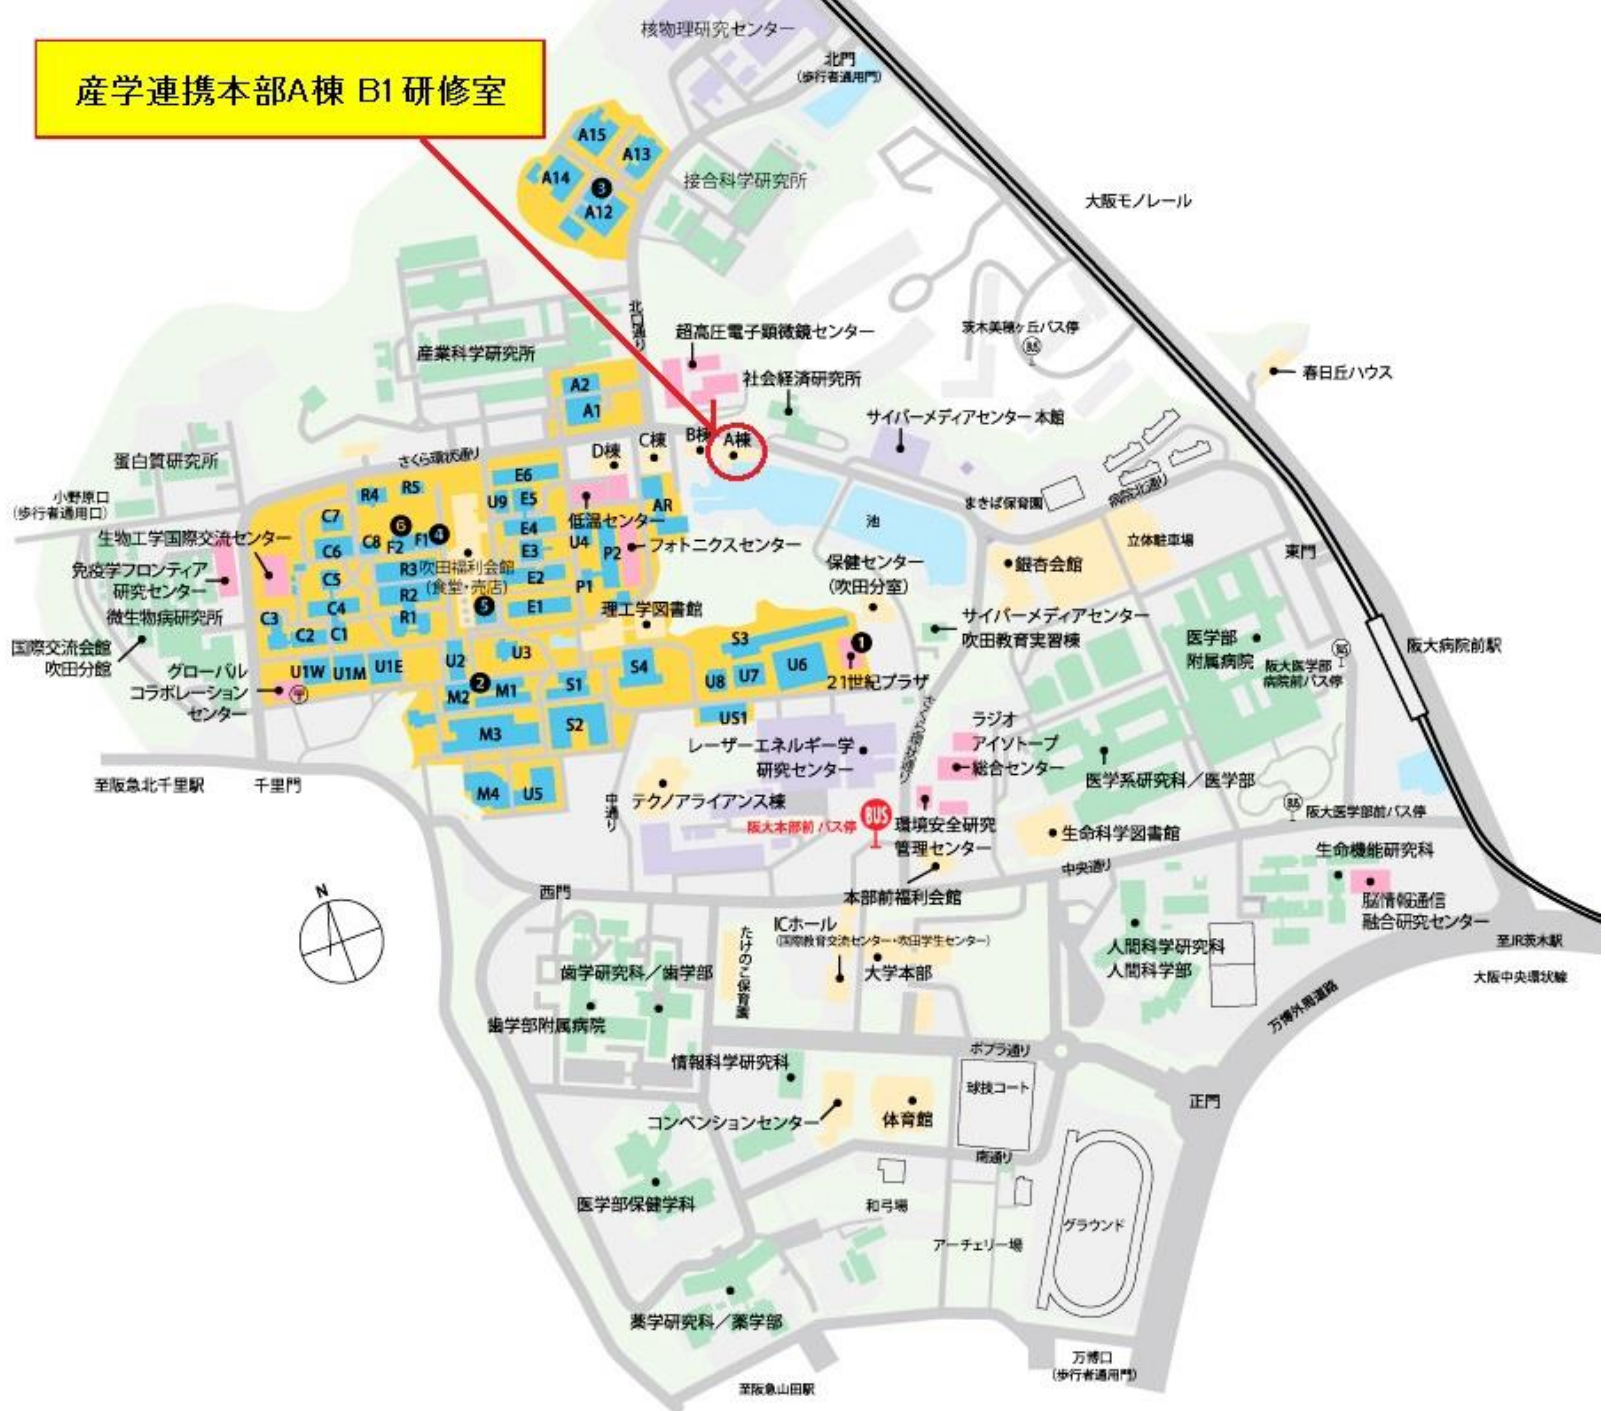 核物理研究センター
北門
(歩行者通用門)
産学連携本部A棟 B1 研修室
A15
A13
A14
3
A12
接合科学研究所
大阪モノレール
北口通り
超高圧電子顕微鏡センター
茨木美穂ヶ丘バス停
BUS
産業科学研究所
社会経済研究所
春日丘ハウス
A2
A1
サイバーメディアセンター 本館
B棟
A棟
C棟
D棟
さくら環状通り
蛋白質研究所
E6
R5
R4
小野原口
(歩行者通用口)
U9
E5
AR
まきば保育園
病院北通り
C7
6
4
E4
低温センター
池
立体駐車場
生物工学国際交流センター
C8
F2
F1
U4
C6
E3
P2
フォトニクスセンター
東門
免疫学フロンティア
研究センター
R3
吹田福利会館
(食堂・売店)
保健センター
(吹田分室)
銀杏会館
C5
E2
P1
R2
微生物病研究所
C4
5
E1
理工学図書館
C3
R1
サイバーメディアセンター
吹田教育実習棟
C2
C1
国際交流会館
吹田分館
S3
1
医学部
附属病院
BUS
阪大病院前駅
U3
U2
阪大医学部
病院前バス停
グローバル
コラボレーション
センター
U1W
U1M
U1E
S4
U6
U7
U8
21世紀プラザ
2
M2
M1
S1
さくら環状通り
US1
S2
M3
ラジオ
アイソトープ
総合センター
レーザーエネルギー学
研究センター
至阪急北千里駅
千里門
医学系研究科／医学部
M4
U5
中通り
テクノアライアンス棟
BUS
阪大本部前 バス停
BUS
阪大医学部前バス停
環境安全研究
管理センター
生命科学図書館
中央通り
生命機能研究科
N
西門
本部前福利会館
脳情報通信
融合研究センター
ICホール
(国際教育交流センター・吹田学生センター)
たけのこ保育園
人間科学研究科
人間科学部
至JR茨木駅
大阪中央環状線
歯学研究科／歯学部
大学本部
万博外周道路
歯学部附属病院
ポプラ通り
情報科学研究科
球技コート
コンベンションセンター
体育館
正門
南通り
医学部保健学科
和弓場
グラウンド
アーチェリー場
薬学研究科／薬学部
万博口
(歩行者通用門)
至阪急山田駅